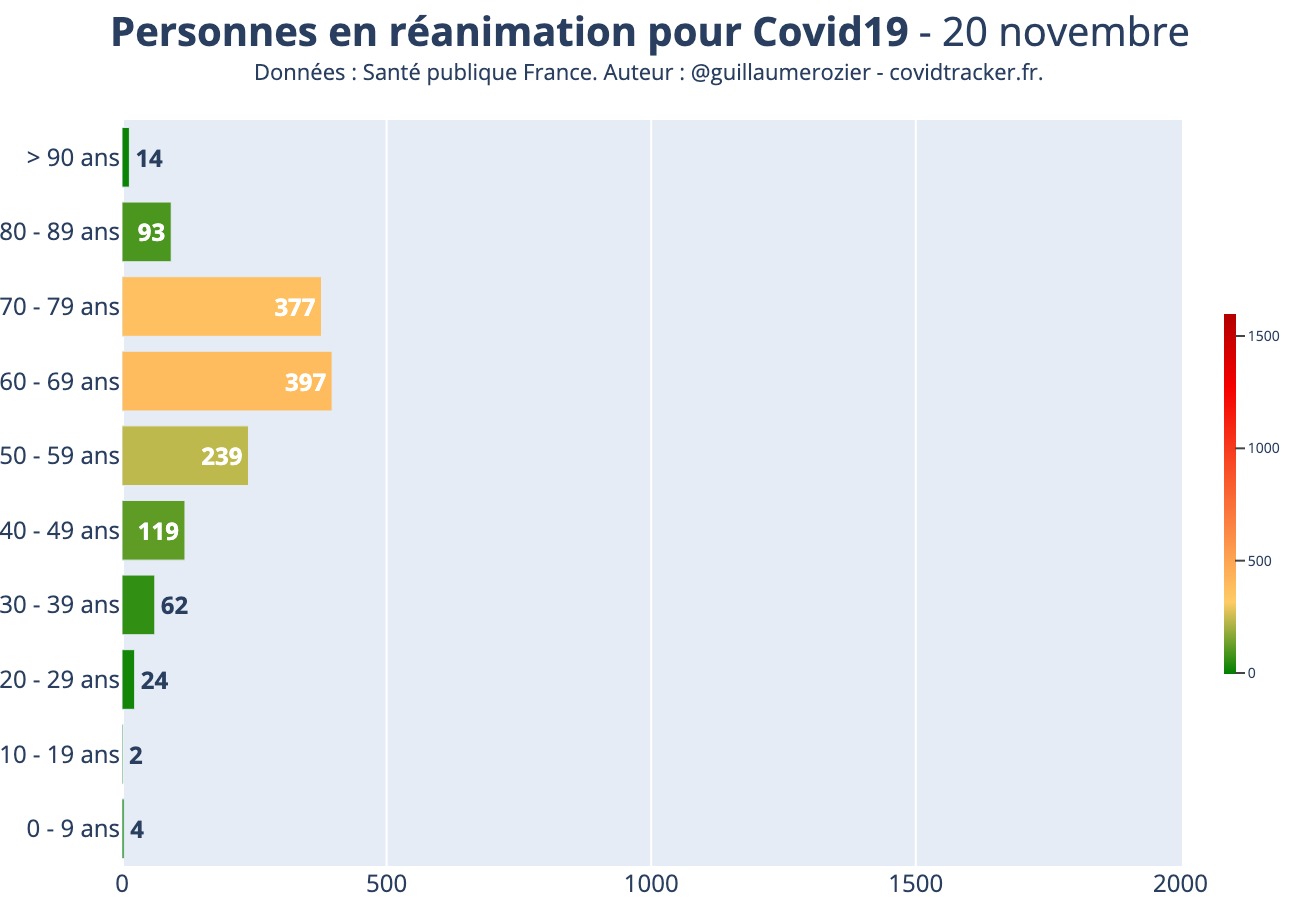 Personnes en réanimation pour Covid19 - 20 novembre
Données : Santé publique France. Auteur : @guillaumerozier - covidtracker.fr.
> 90 ans 14
80 - 89 ans 93
70 - 79 ans 377
60 - 69 ans 397
50 - 59 ans 239
40 - 49 ans 119
30 - 39 ans 62
20 - 29 ans 24
10 - 19 ans 2
0 - 9 ans 4
0 500 1000 1500 2000
1500
1000
500
0